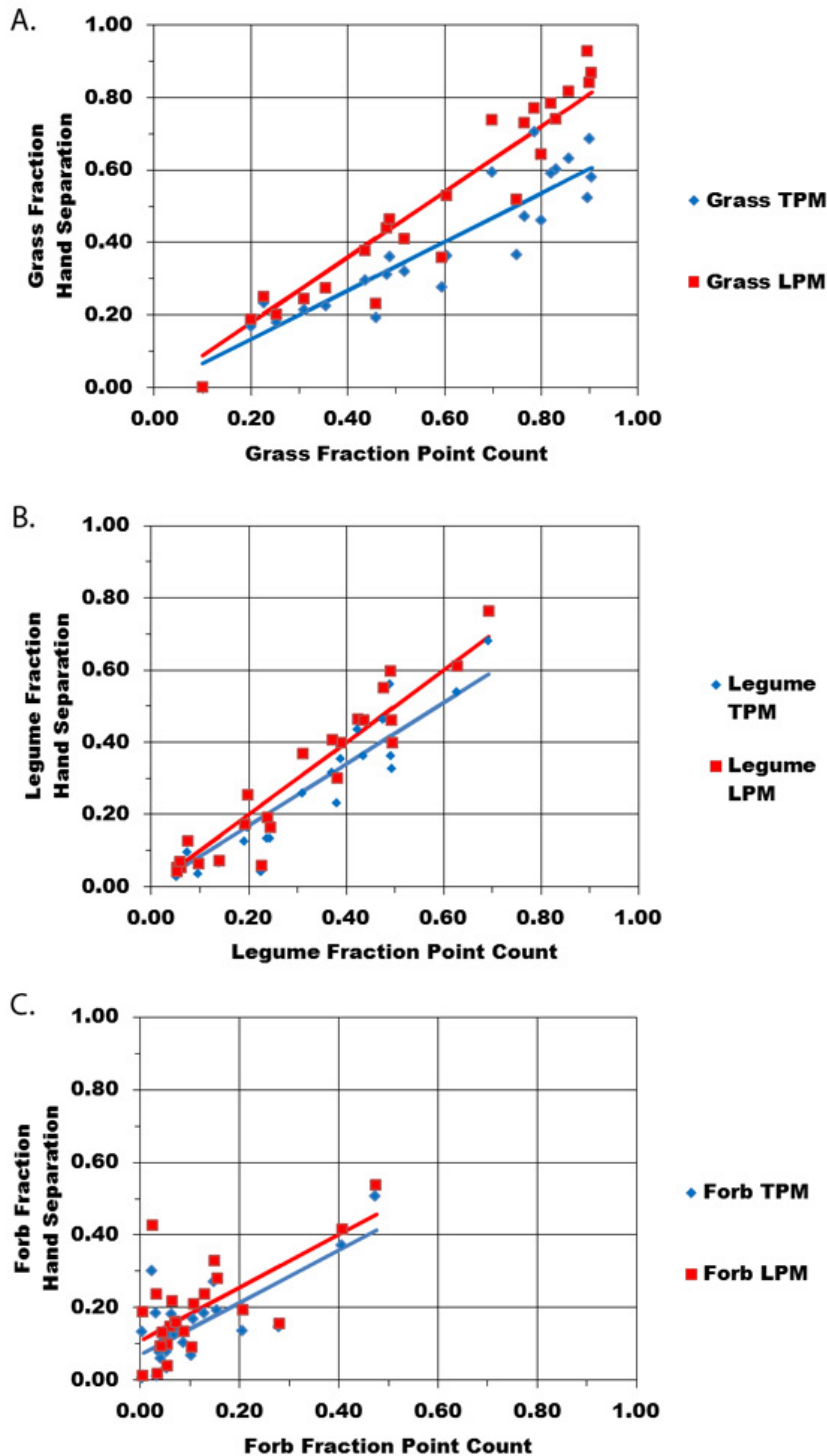 A.
1.00
0.80
0.60
0.40
0.20
0.00
Grass Fraction
Hand Separation
0.00 0.20 0.40 0.60 0.80 1.00
Grass Fraction Point Count
Grass TPM
Grass LPM
B.
1.00
0.80
0.60
0.40
0.20
0.00
Legume Fraction
Hand Separation
0.00 0.20 0.40 0.60 0.80 1.00
Legume Fraction Point Count
Legume
TPM
Legume
LPM
C.
1.00
0.80
0.60
0.40
0.20
0.00
Forb Fraction
Hand Separation
0.00 0.20 0.40 0.60 0.80 1.00
Forb Fraction Point Count
Forb TPM
Forb LPM